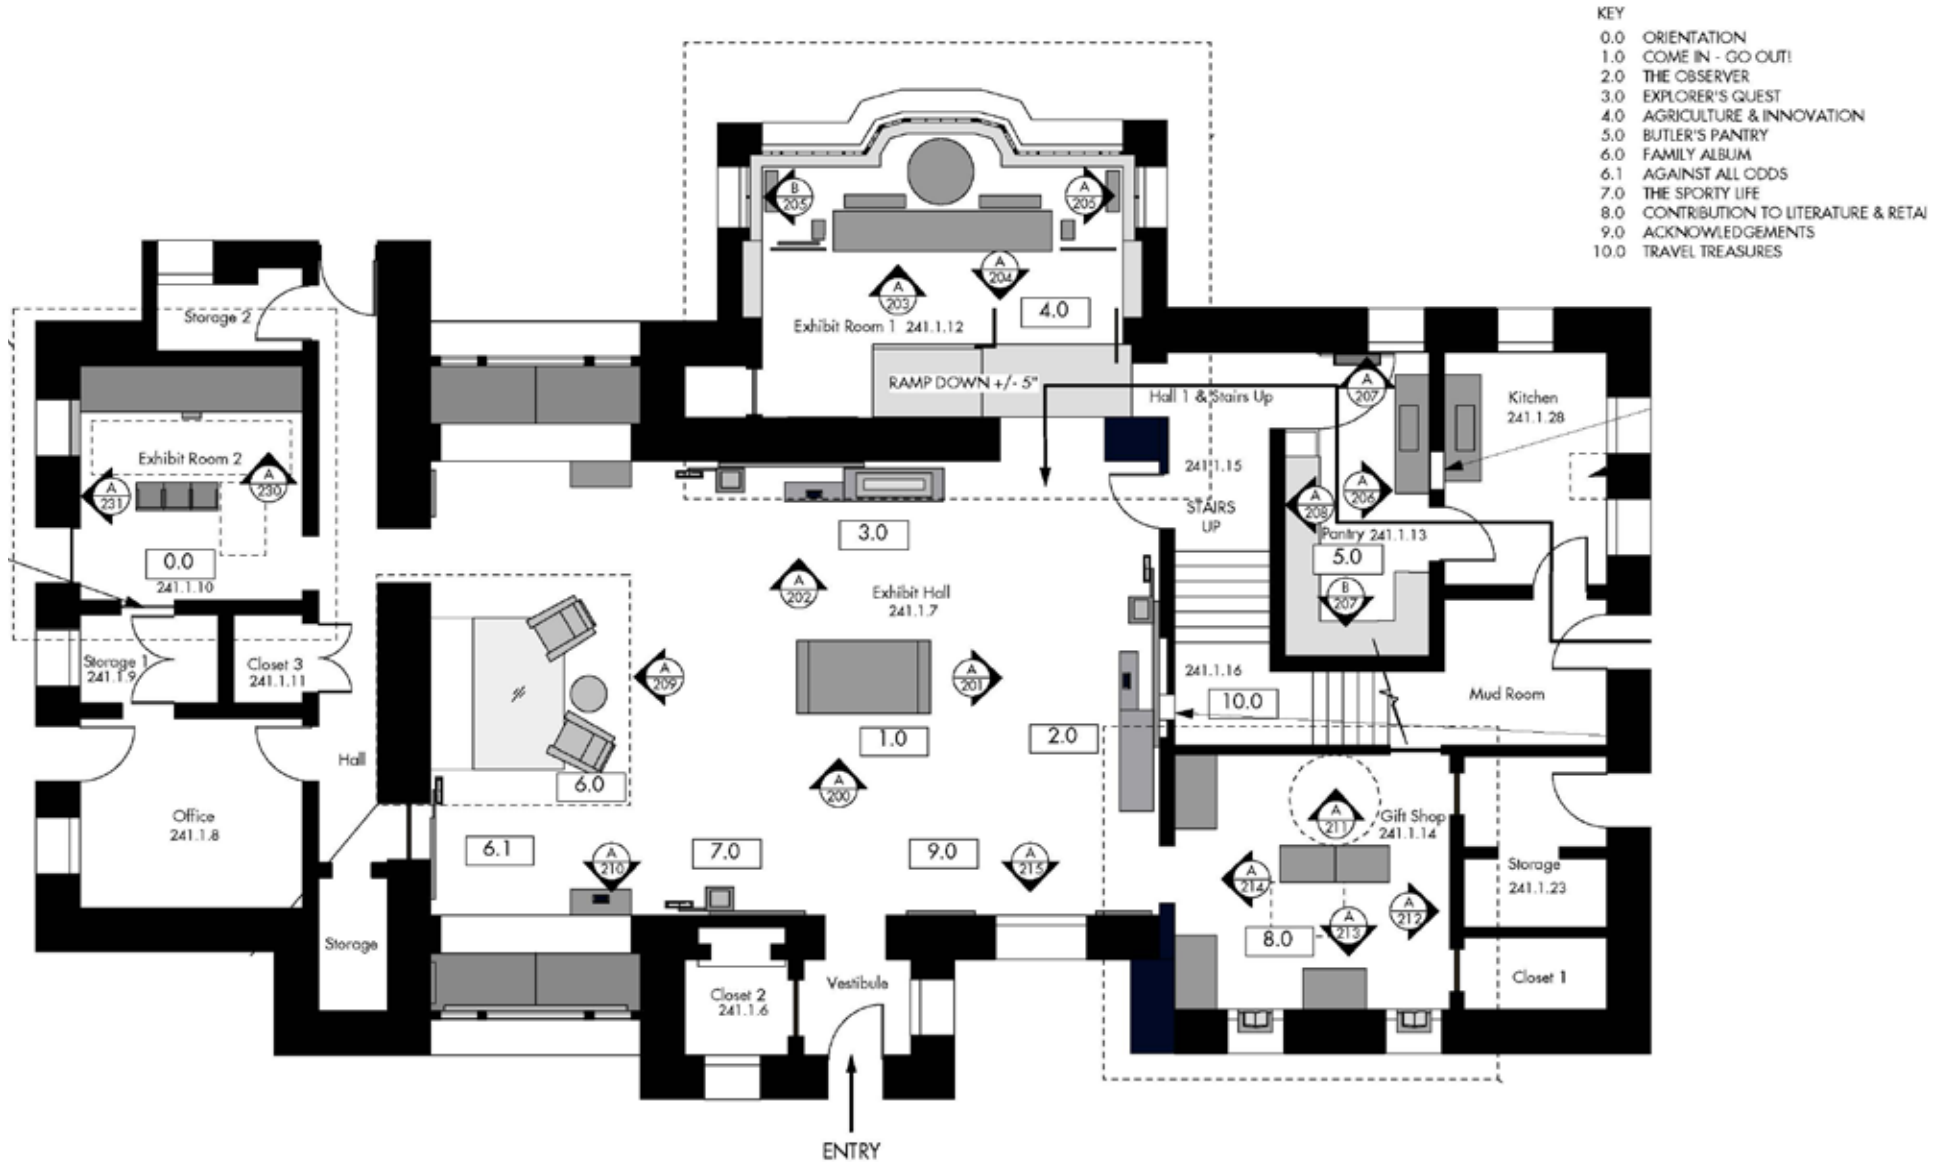 KEY
0.0 ORIENTATION
1.0 COME IN - GO OUT!
2.0 THE OBSERVER
3.0 EXPLORER'S QUEST
4.0 AGRICULTURE & INNOVATION
5.0 BUTLER'S PANTRY
6.0 FAMILY ALBUM
6.1 AGAINST ALL ODDS
7.0 THE SPORTY LIFE
8.0 CONTRIBUTION TO LITERATURE & RETAI
9.0 ACKNOWLEDGEMENTS
10.0 TRAVEL TREASURES
B
205
A
205
A
204
A
203
4.0
Exhibit Room 1 241.1.12
RAMP DOWN +/- 5"
Storage 2
Exhibit Room 2
A
231
A
230
0.0
241.1.10
Storage 1
241.1.9
Closet 3
241.1.11
Hall
Office
241.1.8
Storage
Hall 1 & Stairs Up
241.1.15
STAIRS
UP
A
207
Kitchen
241.1.28
A
208
A
206
Pantry 241.1.13
5.0
B
207
3.0
A
202
Exhibit Hall
241.1.7
A
209
A
201
1.0
2.0
A
200
6.0
6.1
A
210
7.0
9.0
A
215
241.1.16
10.0
Mud Room
A
211
Gift Shop
241.1.14
A
214
A
212
A
213
8.0
Storage
241.1.23
Closet 1
Closet 2
241.1.6
Vestibule
ENTRY